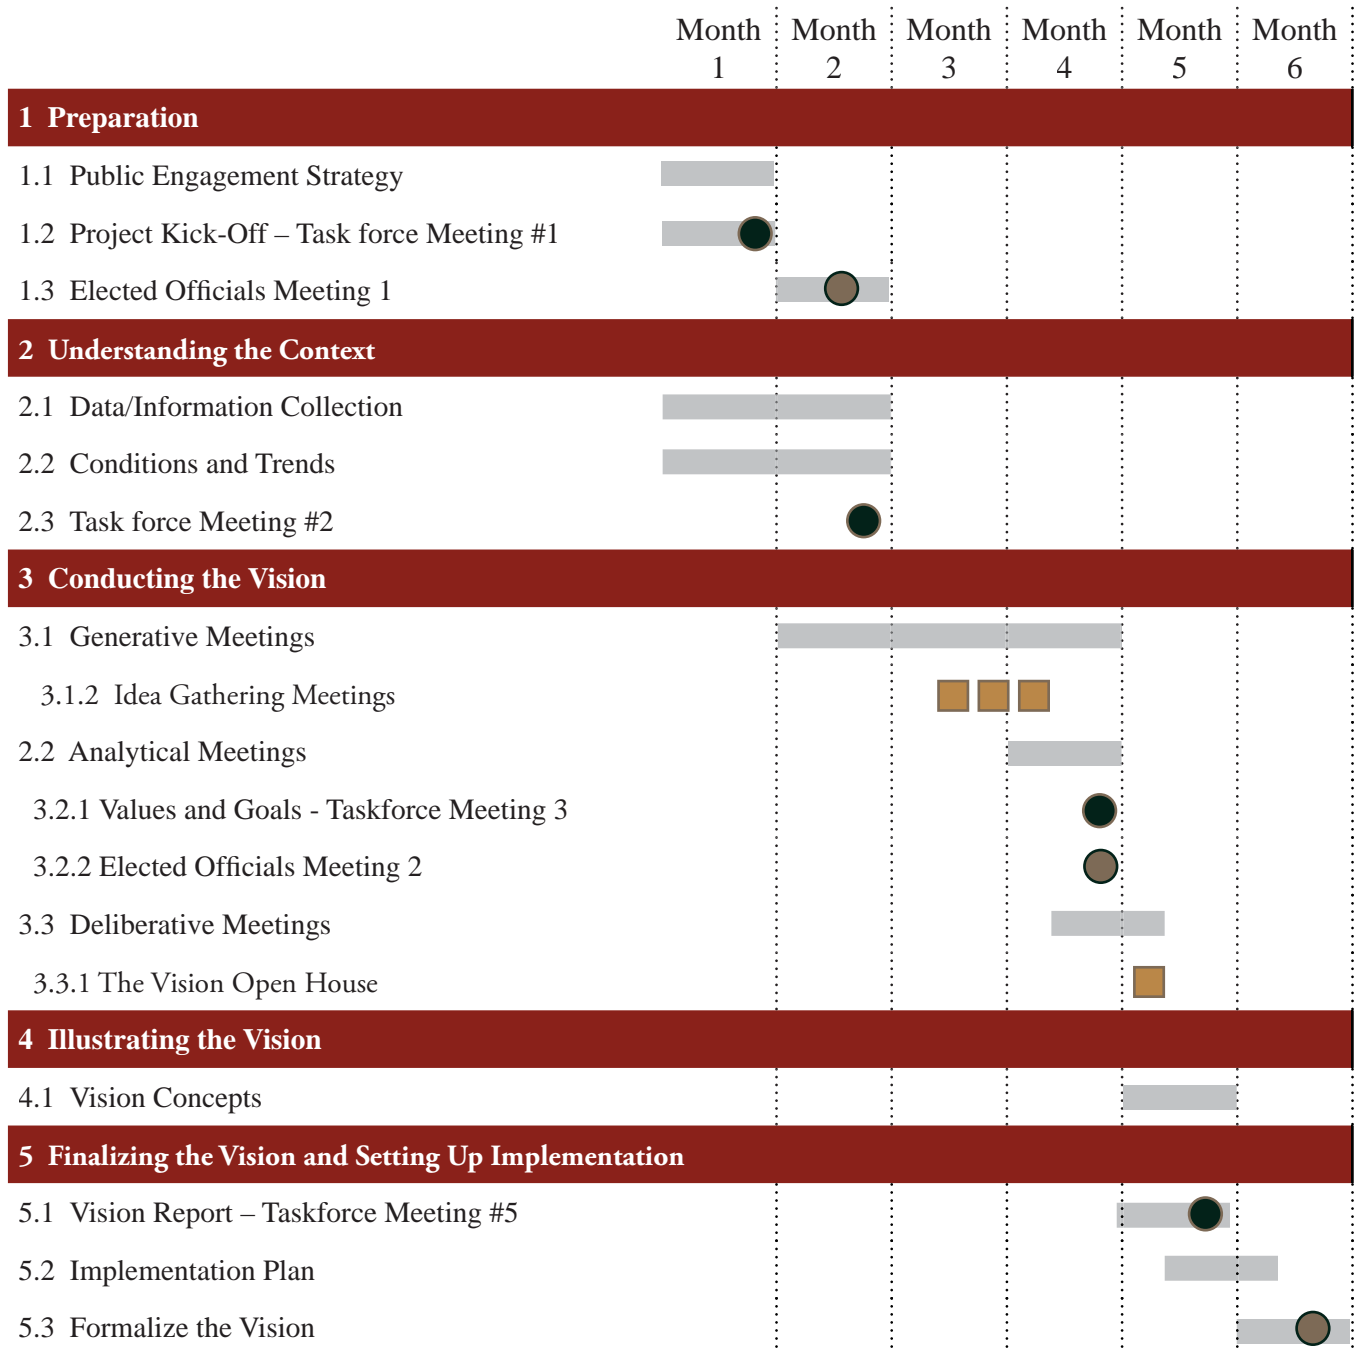 Month Month Month Month Month Month
1 2 3 4 5 6
1 Preparation
1.1 Public Engagement Strategy
1.2 Project Kick-Off – Task force Meeting #1
1.3 Elected Officials Meeting 1
2 Understanding the Context
2.1 Data/Information Collection
2.2 Conditions and Trends
2.3 Task force Meeting #2
3 Conducting the Vision
3.1 Generative Meetings
3.1.2 Idea Gathering Meetings
2.2 Analytical Meetings
3.2.1 Values and Goals - Taskforce Meeting 3
3.2.2 Elected Officials Meeting 2
3.3 Deliberative Meetings
3.3.1 The Vision Open House
4 Illustrating the Vision
4.1 Vision Concepts
5 Finalizing the Vision and Setting Up Implementation
5.1 Vision Report – Taskforce Meeting #5
5.2 Implementation Plan
5.3 Formalize the Vision